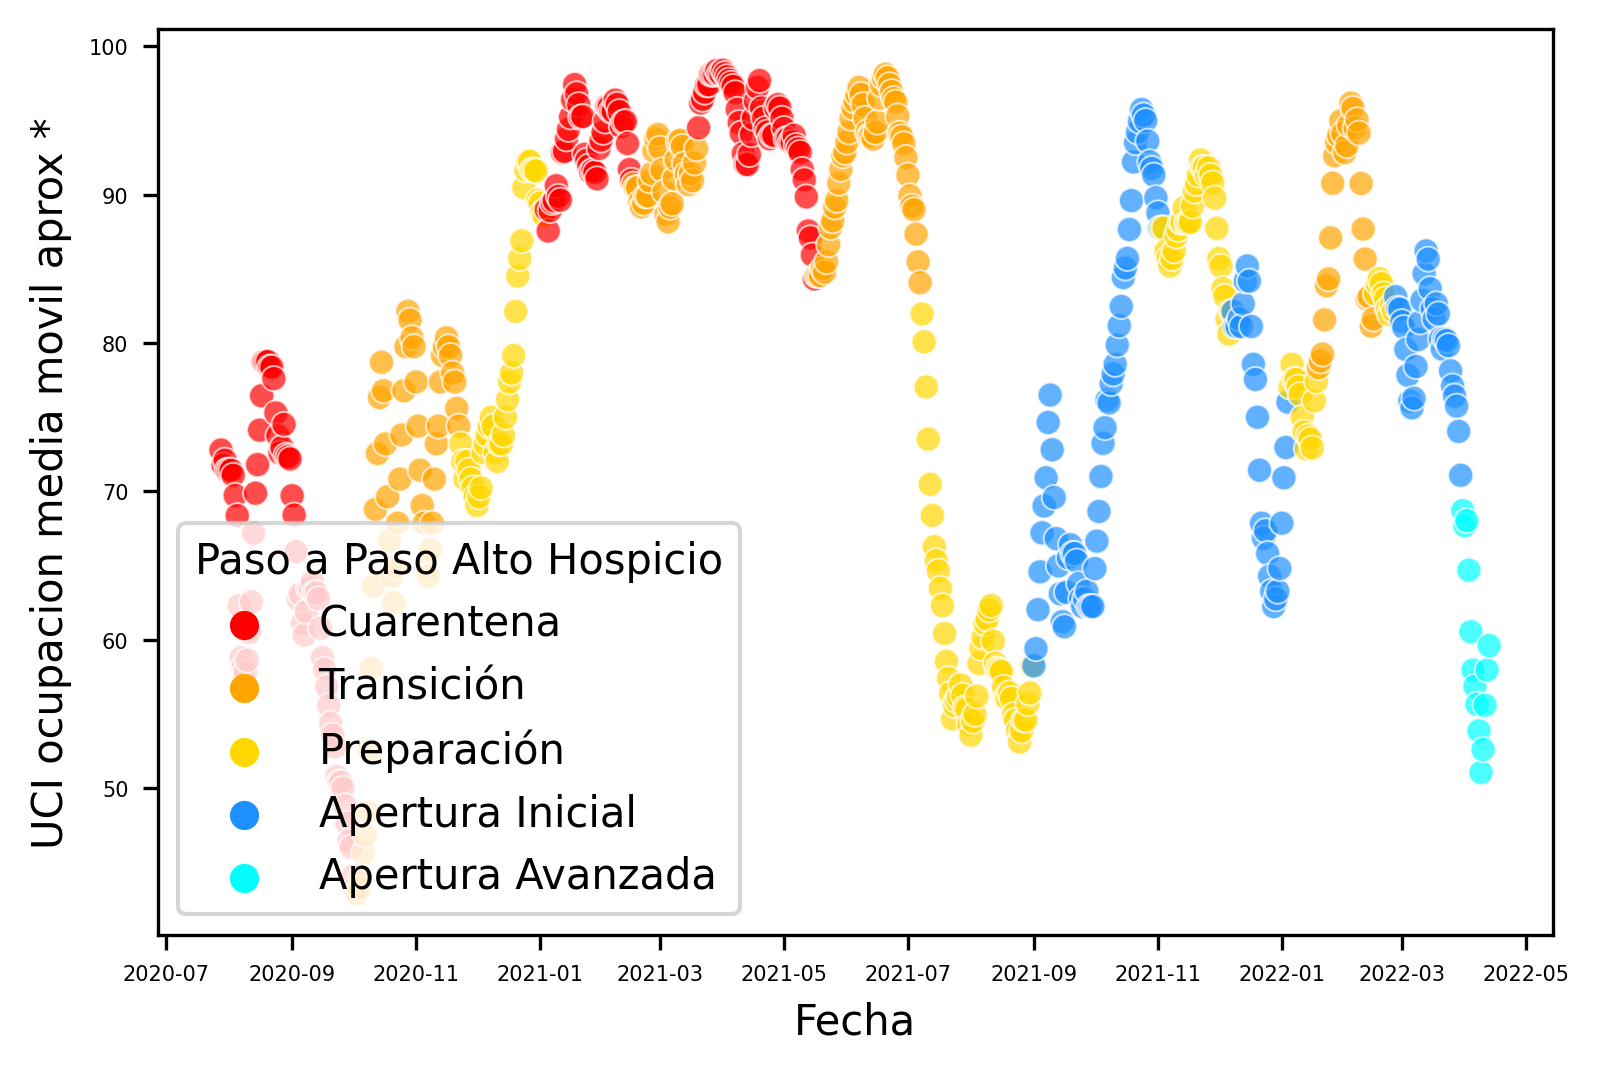 100
90
80
70
60
50
UCI ocupacion media movil aprox *
Paso a Paso Alto Hospicio
Cuarentena
Transición
Preparación
Apertura Inicial
Apertura Avanzada
2020-07 2020-09 2020-11 2021-01 2021-03 2021-05 2021-07 2021-09 2021-11 2022-01 2022-03 2022-05
Fecha